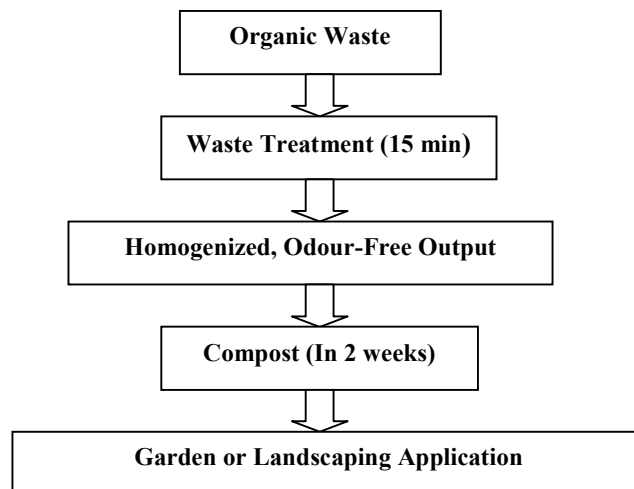 Organic Waste
Waste Treatment (15 min)
Homogenized, Odour-Free Output
Compost (In 2 weeks)
Garden or Landscaping Application